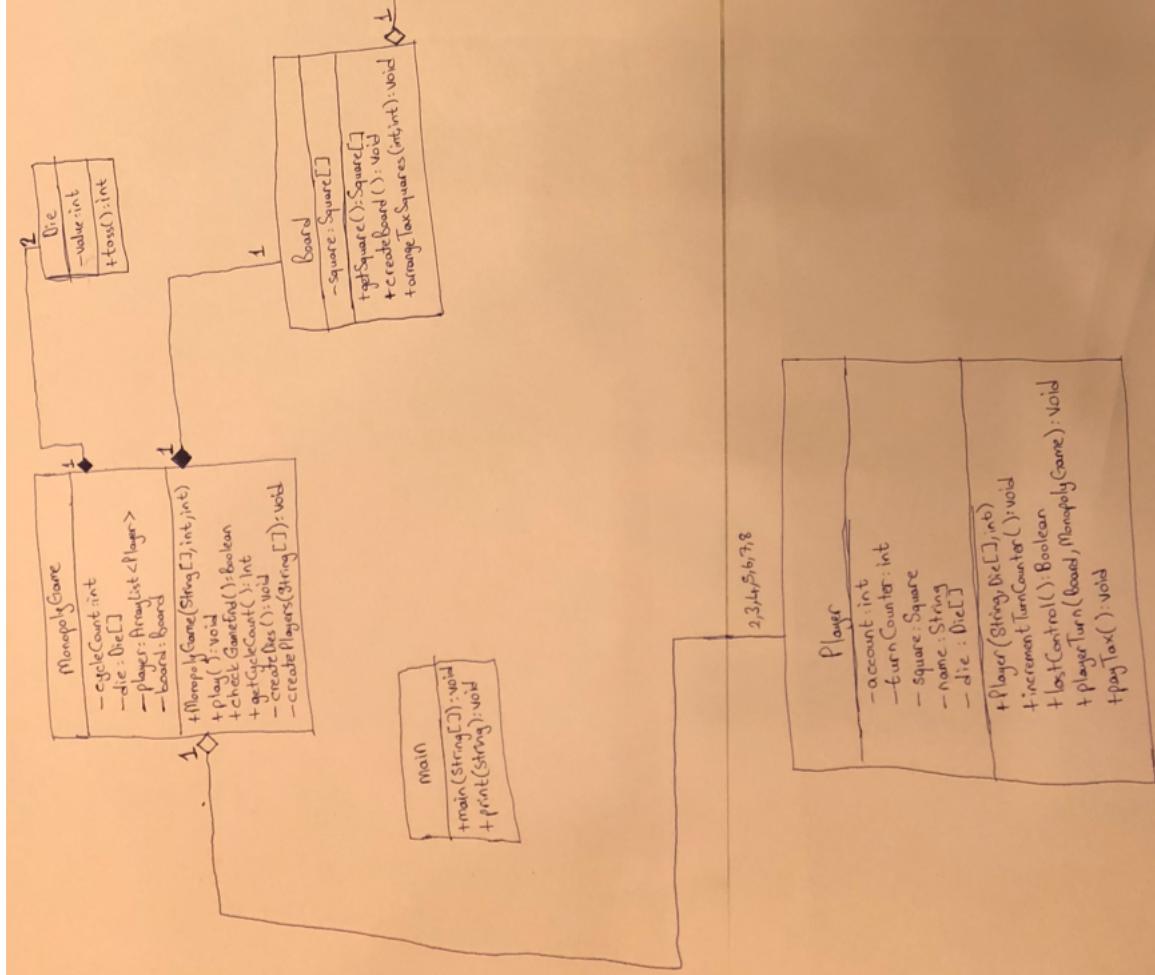 MonopolyGame
- cycleCount:int
- die: Die[]
- player: ArrayList<Player>
- board: Board
+MonopolyGame(String[],int,int)
+play():void
+checkGameEnd():Boolean
+getCycleCount():int
- createDies():void
- createPlayers(String[]):void
1
1
1
2
Die
- value:int
+toss():int
1
Board
- square: Square[]
+getSquare():Square[]
+createBoard():void
+arrangeTaxSquares(int,int):void
1
main
+main(String[]):void
+print(String):void
2,3,4,5,6,7,8
Player
- account:int
- turnCounter:int
- square:Square
- name:String
- die: Die[]
+Player(String,Die[],int)
+incrementTurnCounter():void
+lostControl():Boolean
+playerTurn(Board,MonopolyGame):void
+payTax():void